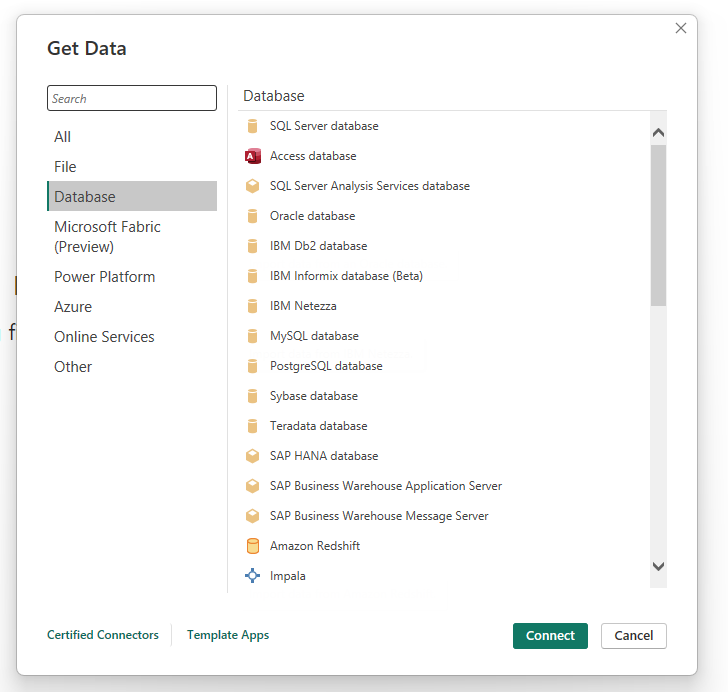 Get Data
Search
All
File
Database
Microsoft Fabric
(Preview)
Power Platform
Azure
Online Services
Other
Database
SQL Server database
Access database
SQL Server Analysis Services database
Oracle database
IBM Db2 database
IBM Informix database (Beta)
IBM Netezza
MySQL database
PostgreSQL database
Sybase database
Teradata database
SAP HANA database
SAP Business Warehouse Application Server
SAP Business Warehouse Message Server
Amazon Redshift
Impala
Certified Connectors
Template Apps
Connect
Cancel